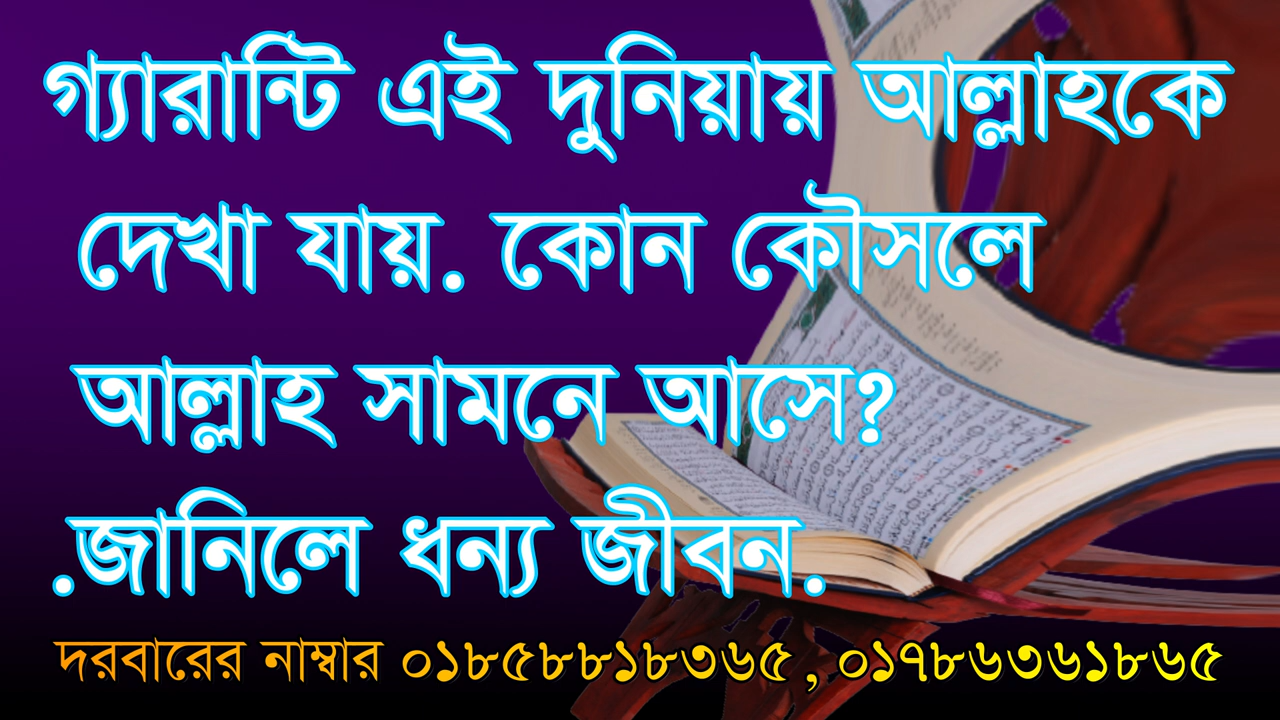 গ্যারান্টি এই দুনিয়ায় আল্লাহকে
দেখা যায়. কোন কৌসলে
আল্লাহ সামনে আসে?
.জানিলে ধন্য জীবন.
দরবারের নাম্বার ০১৮৫৮৮১৮৩৬৫ , ০১৭৮৬৩৬১৮৬৫